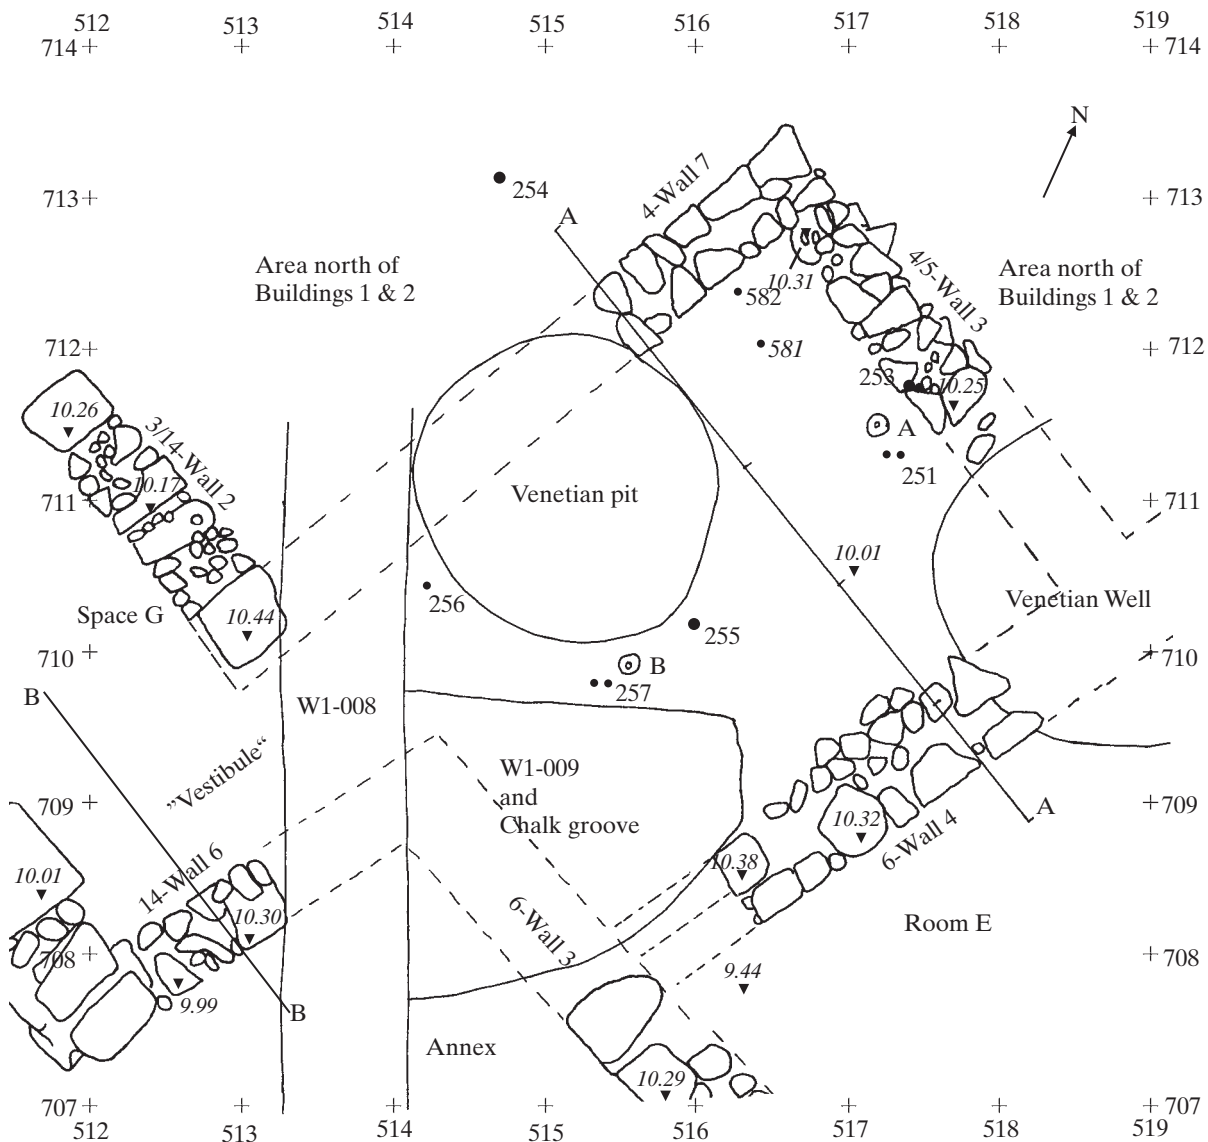 512 513 514 515 516 517 518 519
714 714
N
4-Wall 7
254
713 713
A
4/5-Wall 3
Area north of
Buildings 1 & 2
Area north of
Buildings 1 & 2
10.31
582
581
712 712
253
10.25
10.26
3/14-Wall 2
A
251
10.17
711 711
Venetian pit
10.01
256
Venetian Well
Space G
10.44
255
710 710
B
257
B
W1-008
"Vestibule"
W1-009
and
Chalk groove
709 709
A
10.32
6-Wall 4
10.38
10.01
14-Wall 6
10.30
6-Wall 3
Room E
708 708
9.44
9.99
B
Annex
10.29
707 707
512 513 514 515 516 517 518 519